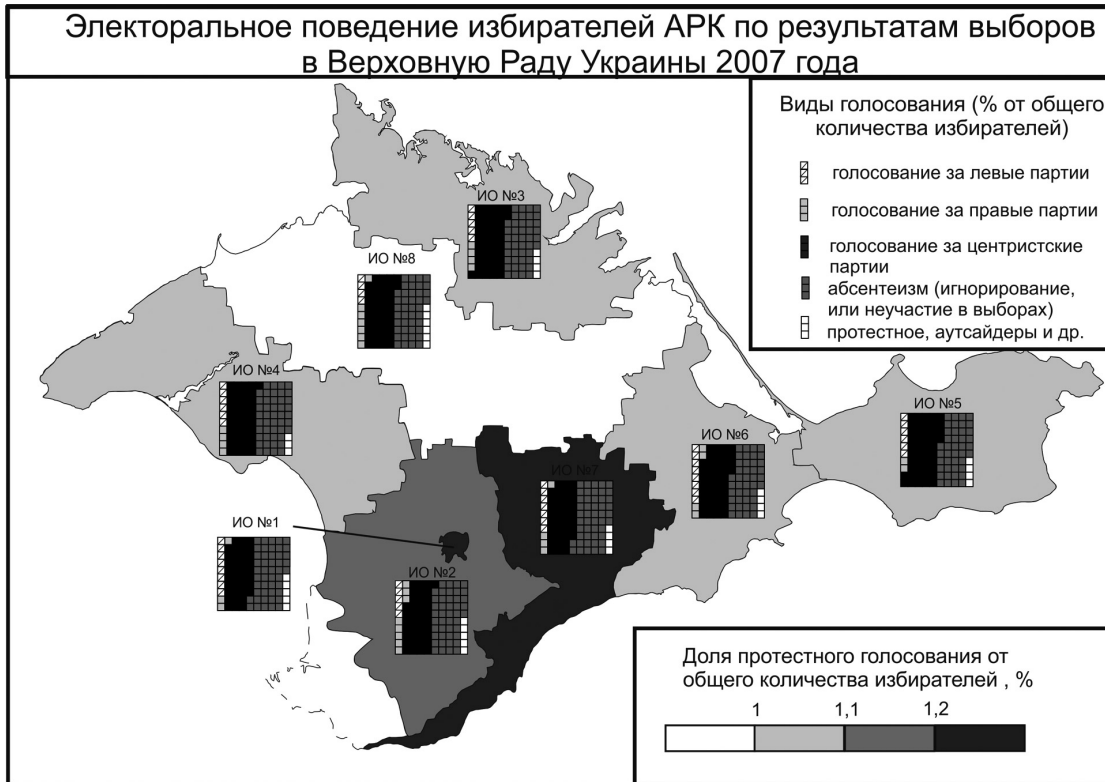 Электоральное поведение избирателей АРК по результатам выборов
в Верховную Раду Украины 2007 года
Виды голосования (% от общего
количества избирателей)
голосование за левые партии
голосование за правые партии
голосование за центристские
партии
абсентеизм (игнорирование,
или неучастие в выборах)
протестное, аутсайдеры и др.
ИО №3
ИО №8
ИО №4
ИО №5
ИО №6
ИО №7
ИО №1
ИО №2
Доля протестного голосования от
общего количества избирателей , %
1 1,1 1,2